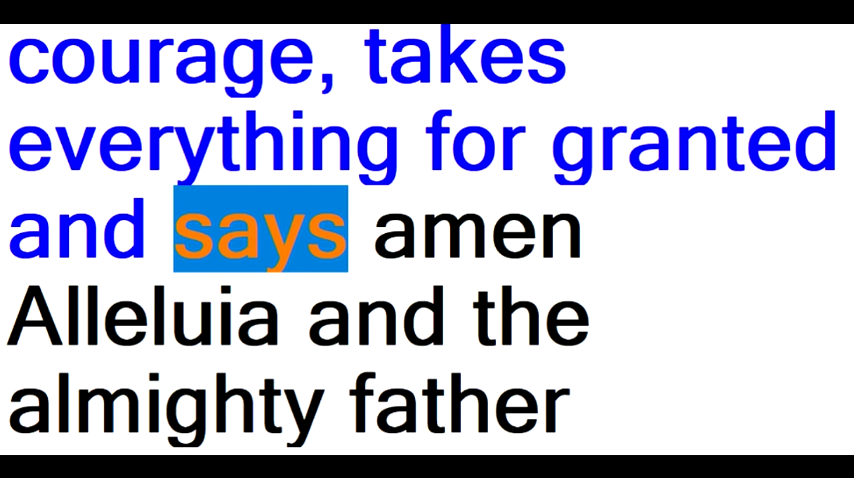 courage, takes
everything for granted
and says amen
Alleluia and the
almighty father